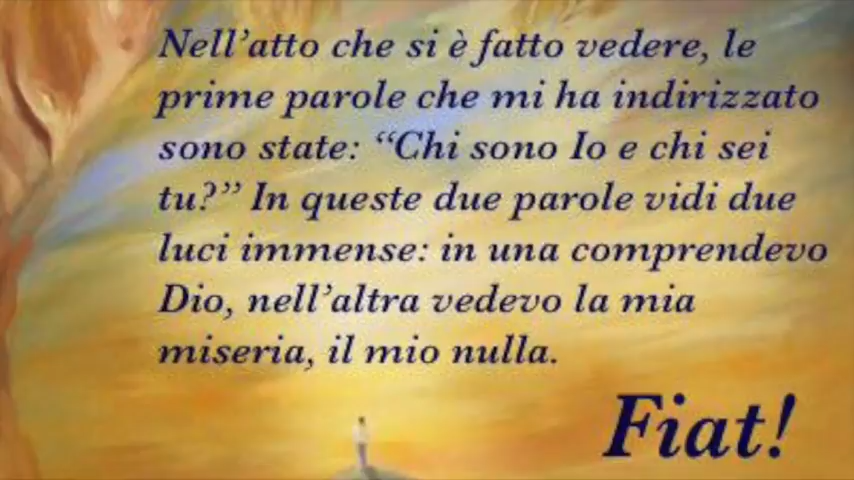 Nell’atto che si è fatto vedere, le
prime parole che mi ha indirizzato
sono state: “Chi sono Io e chi sei
tu?” In queste due parole vidi due
luci immense: in una comprendevo
Dio, nell’altra vedevo la mia
miseria, il mio nulla.
Fiat!